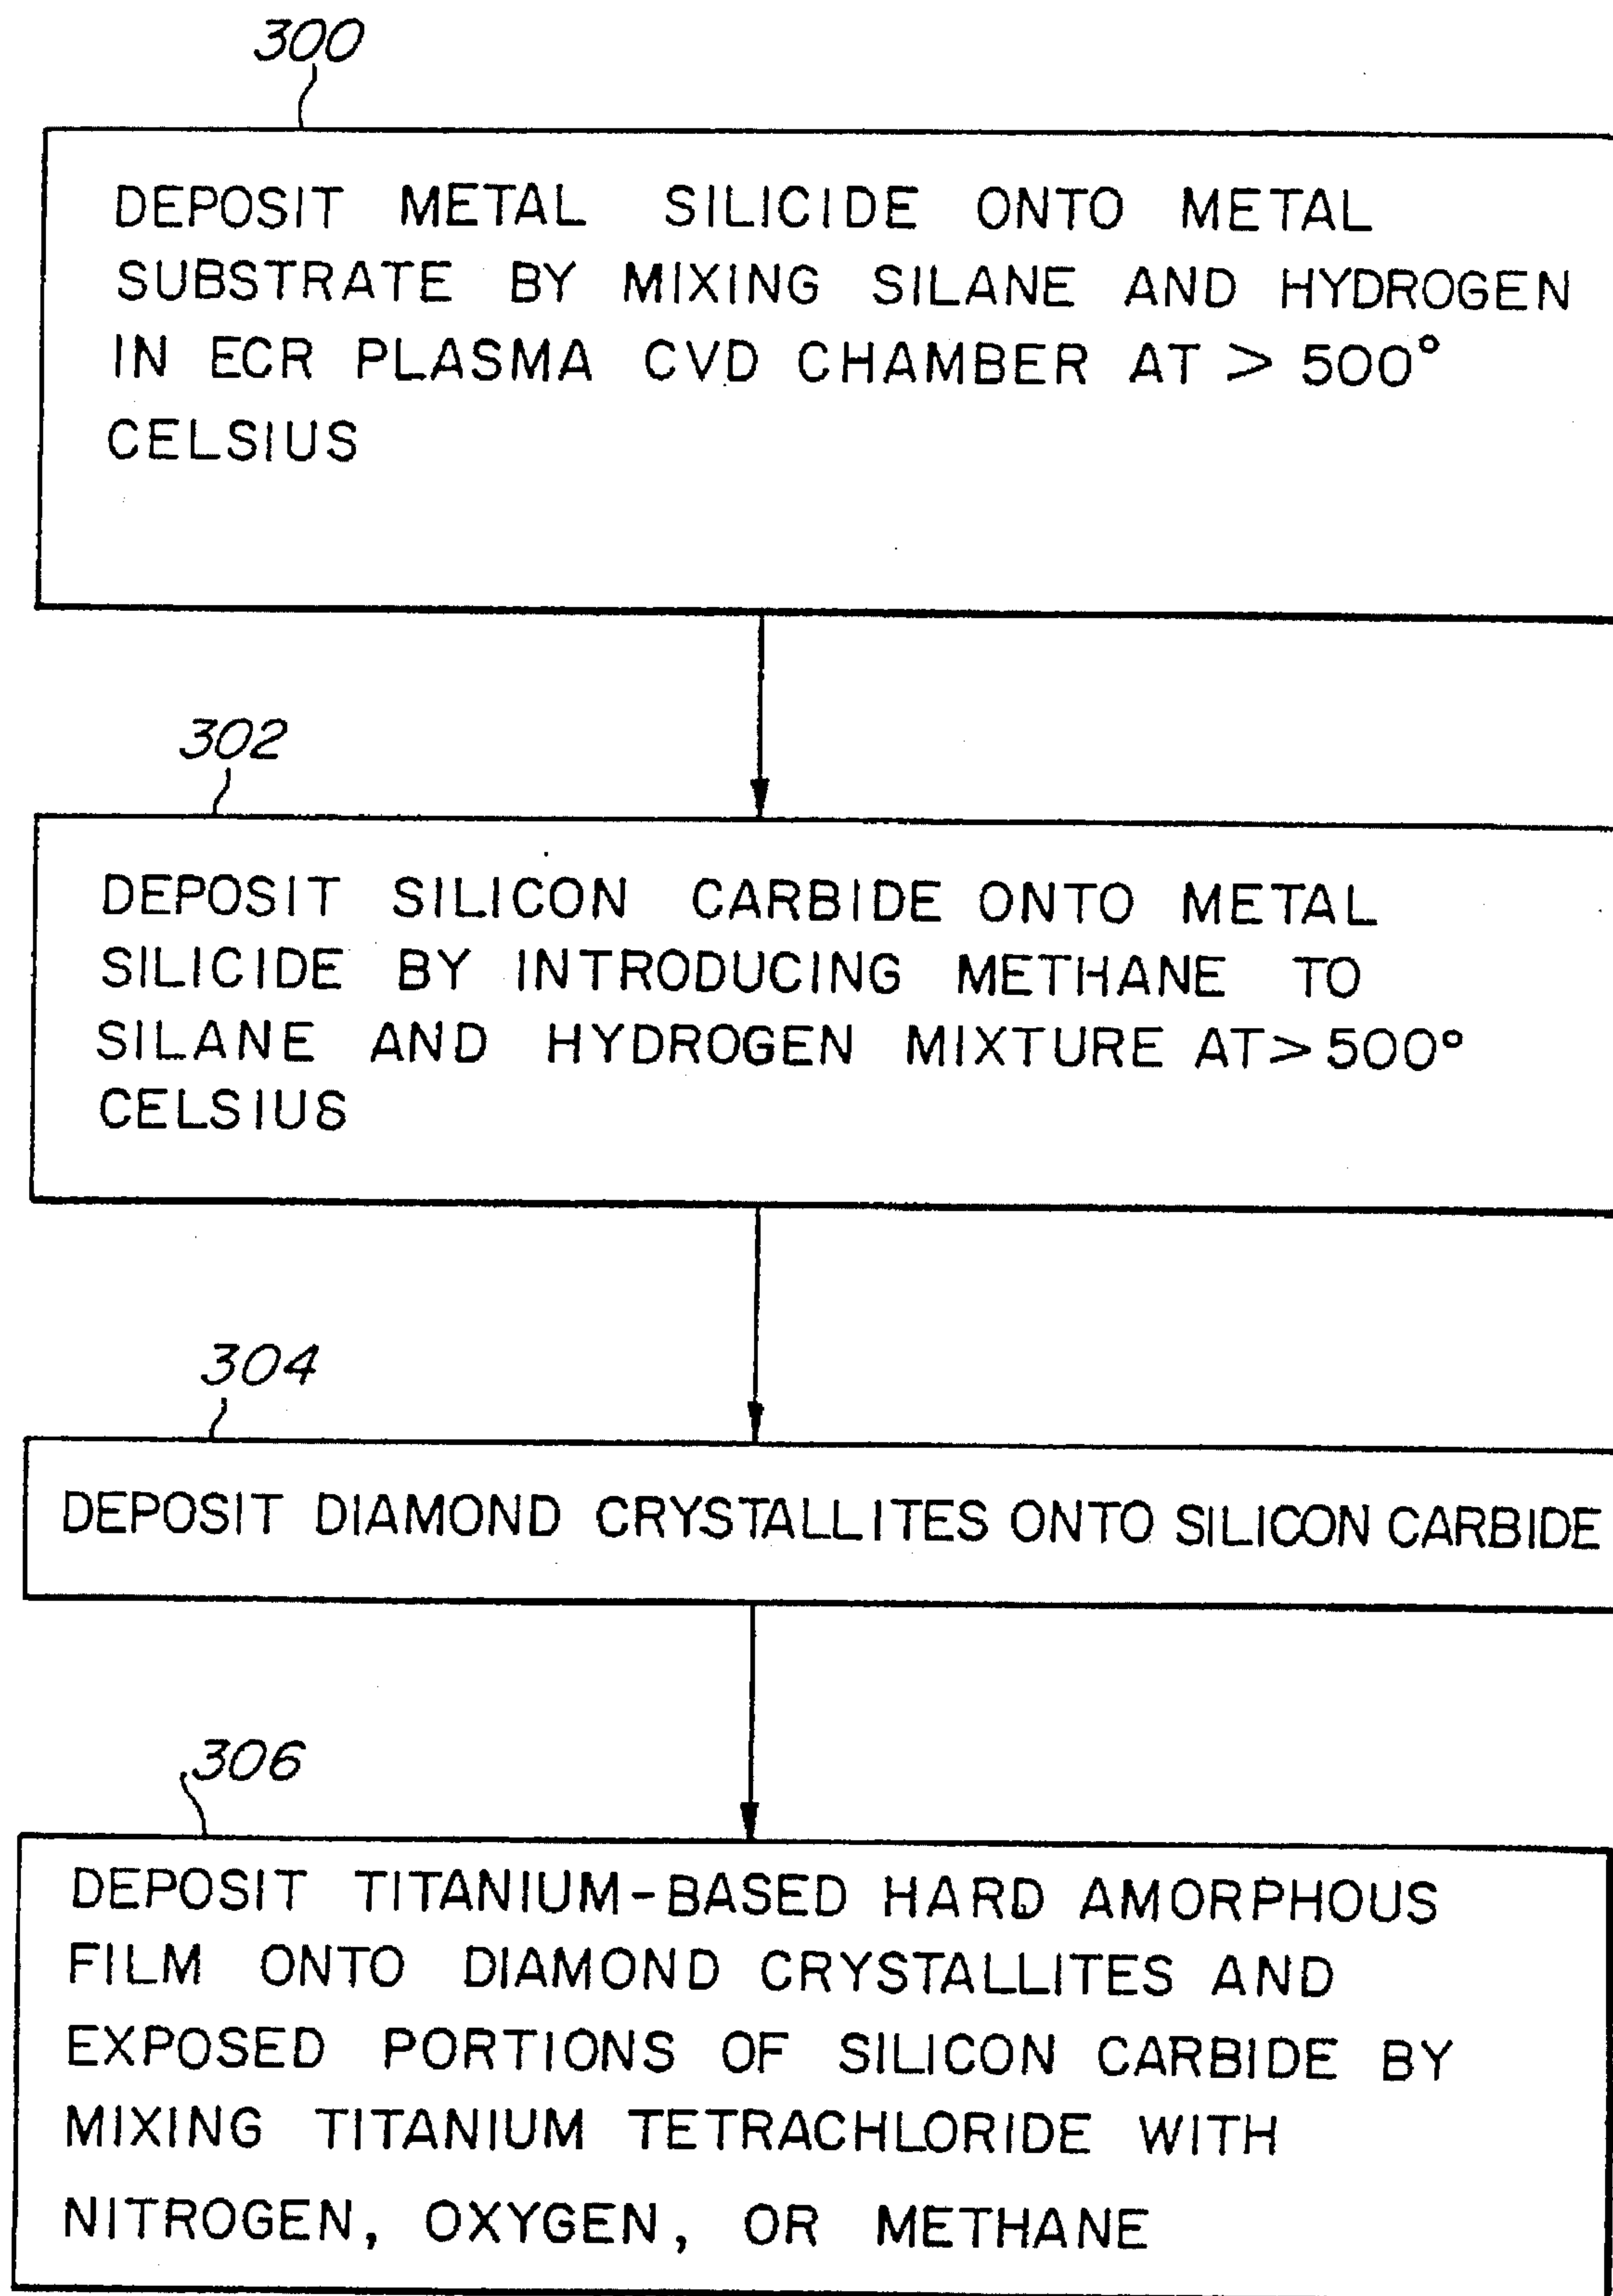 300
DEPOSIT METAL SILICIDE ONTO METAL
SUBSTRATE BY MIXING SILANE AND HYDROGEN
IN ECR PLASMA CVD CHAMBER AT > 500°
CELSIUS
302
DEPOSIT SILICON CARBIDE ONTO METAL
SILICIDE BY INTRODUCING METHANE TO
SILANE AND HYDROGEN MIXTURE AT > 500°
CELSIUS
304
DEPOSIT DIAMOND CRYSTALLITES ONTO SILICON CARBIDE
306
DEPOSIT TITANIUM-BASED HARD AMORPHOUS
FILM ONTO DIAMOND CRYSTALLITES AND
EXPOSED PORTIONS OF SILICON CARBIDE BY
MIXING TITANIUM TETRACHLORIDE WITH
NITROGEN, OXYGEN, OR METHANE